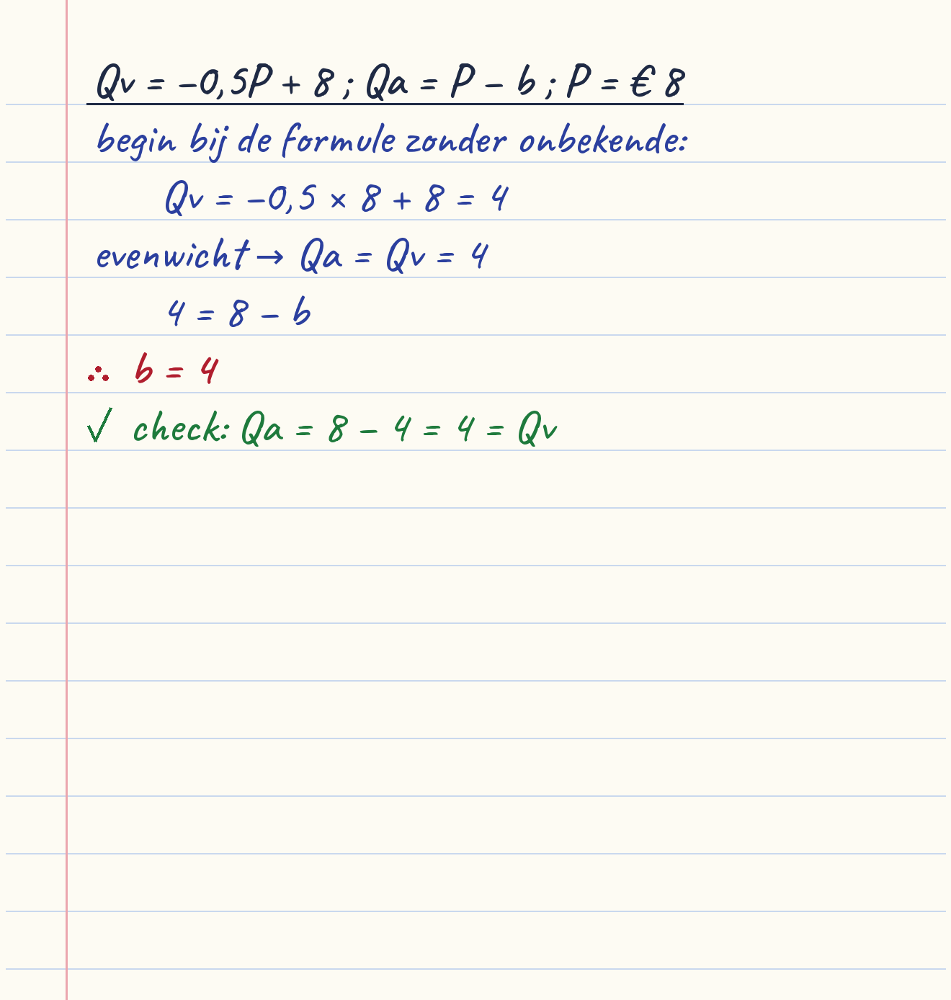 Qv = −0,5P + 8 ; Qa = P − b ; P = € 8
begin bij de formule zonder onbekende:
Qv = −0,5 × 8 + 8 = 4
evenwicht → Qa = Qv = 4
4 = 8 − b
∴ b = 4
√ check: Qa = 8 − 4 = 4 = Qv